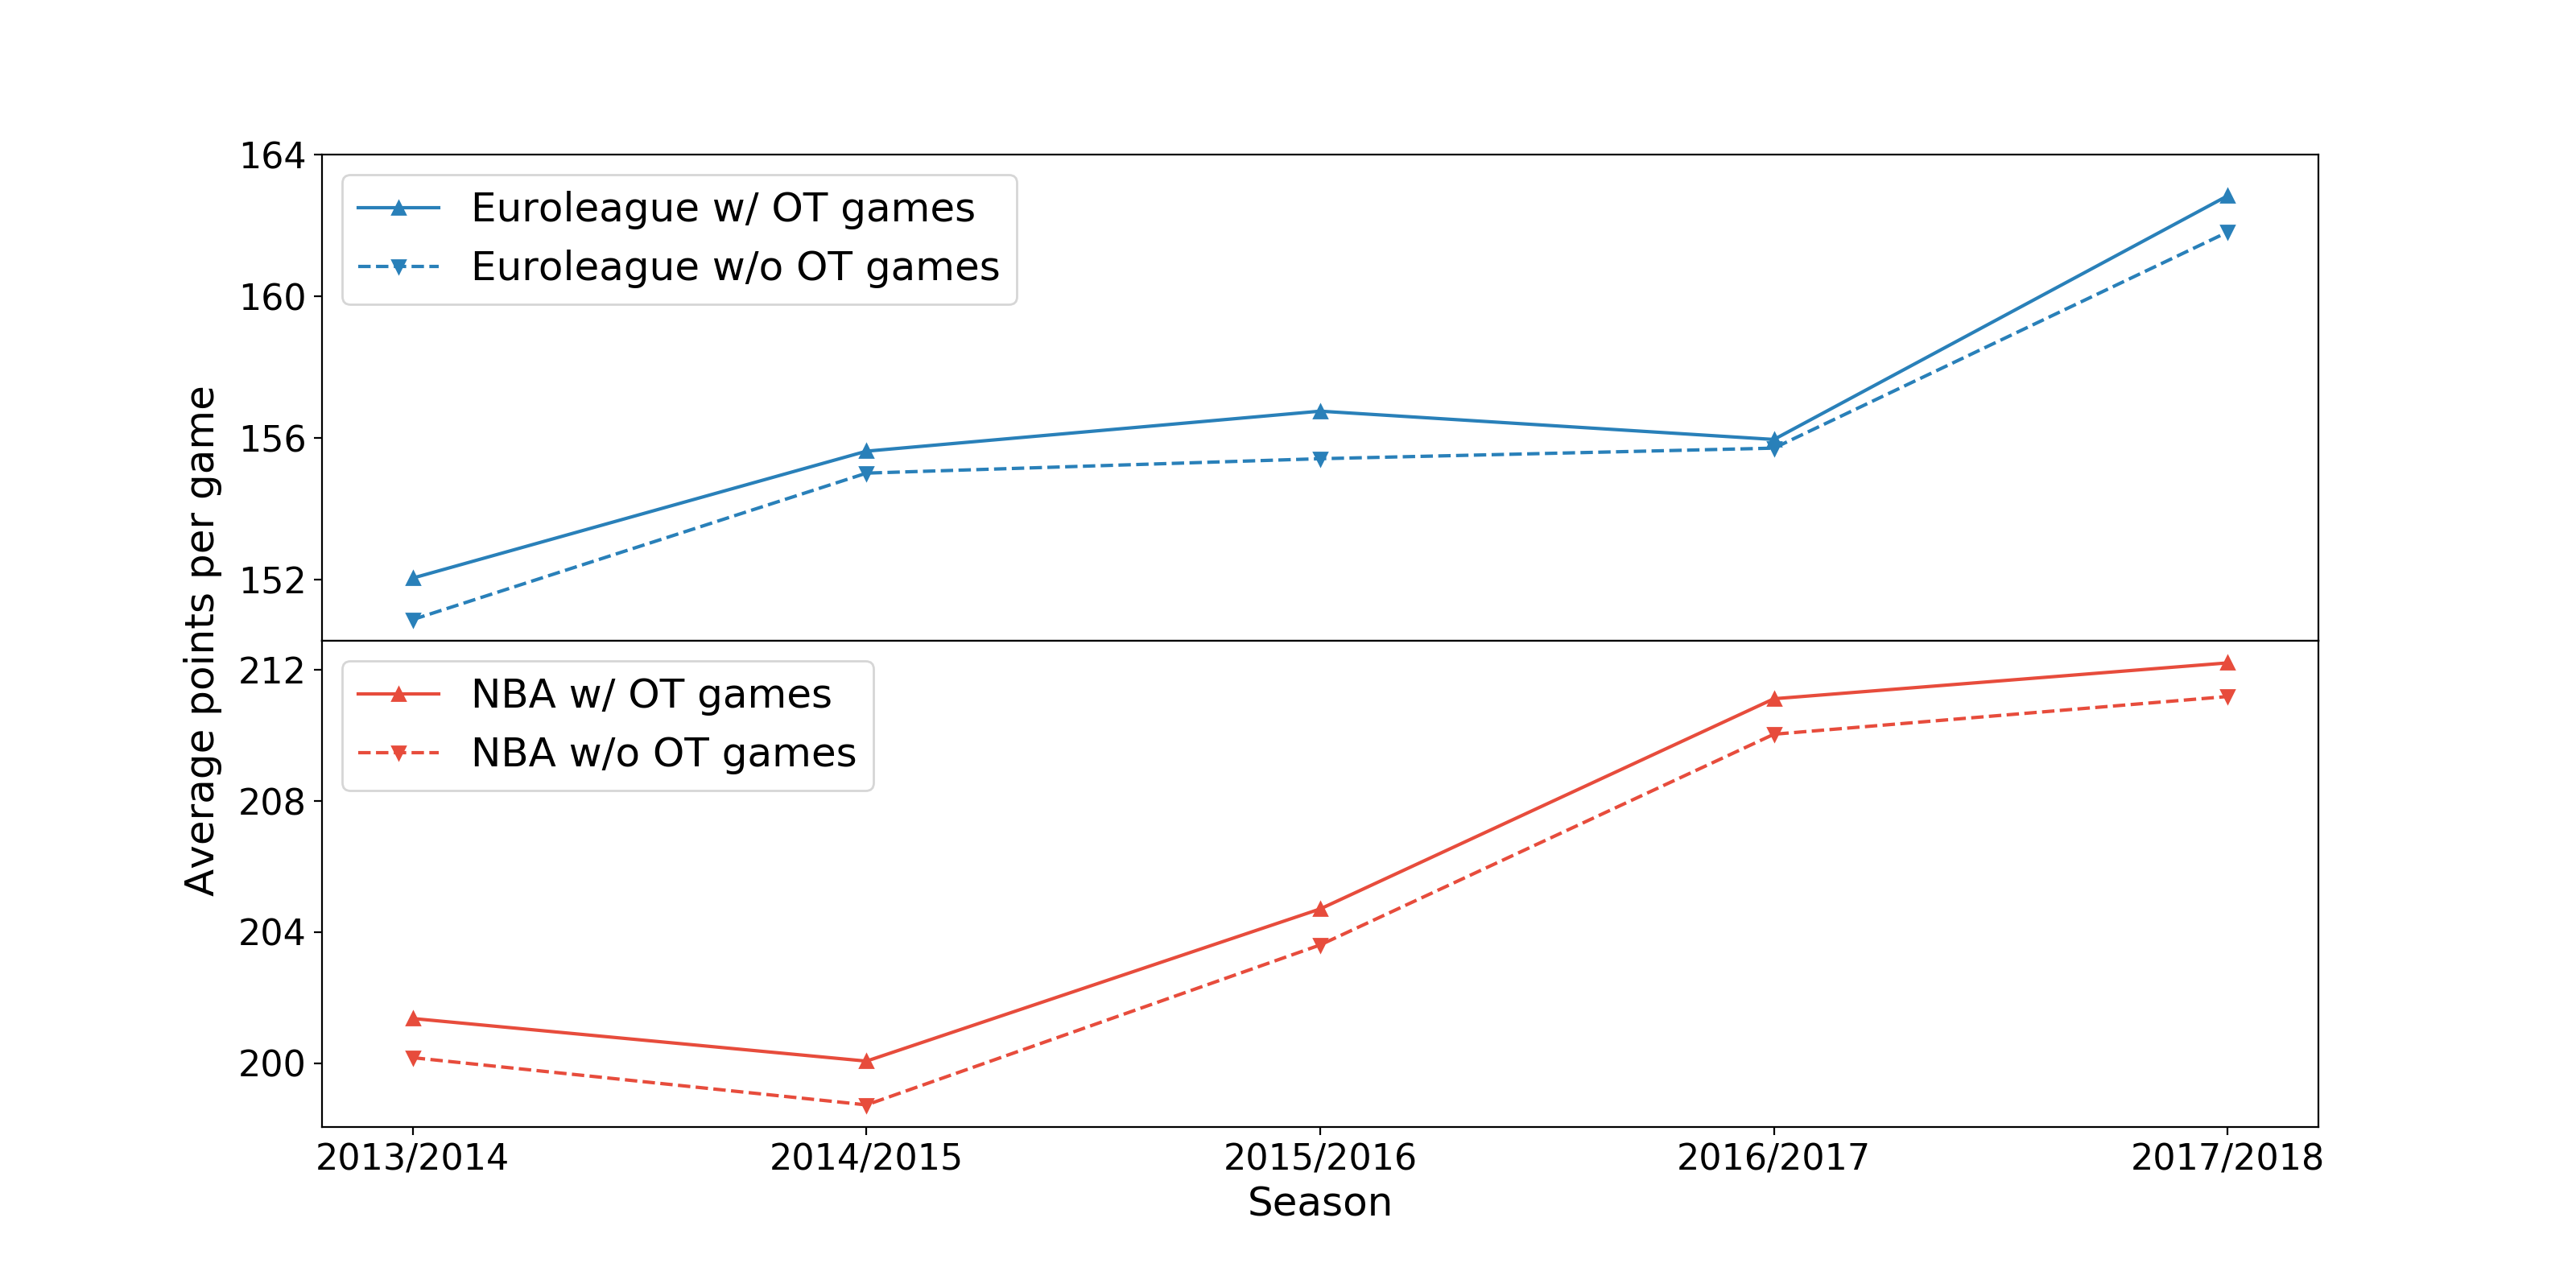 Average points per game
164
160
156
152
Euroleague w/ OT games
Euroleague w/o OT games
212
208
204
200
NBA w/ OT games
NBA w/o OT games
2013/2014 2014/2015 2015/2016 2016/2017 2017/2018
Season